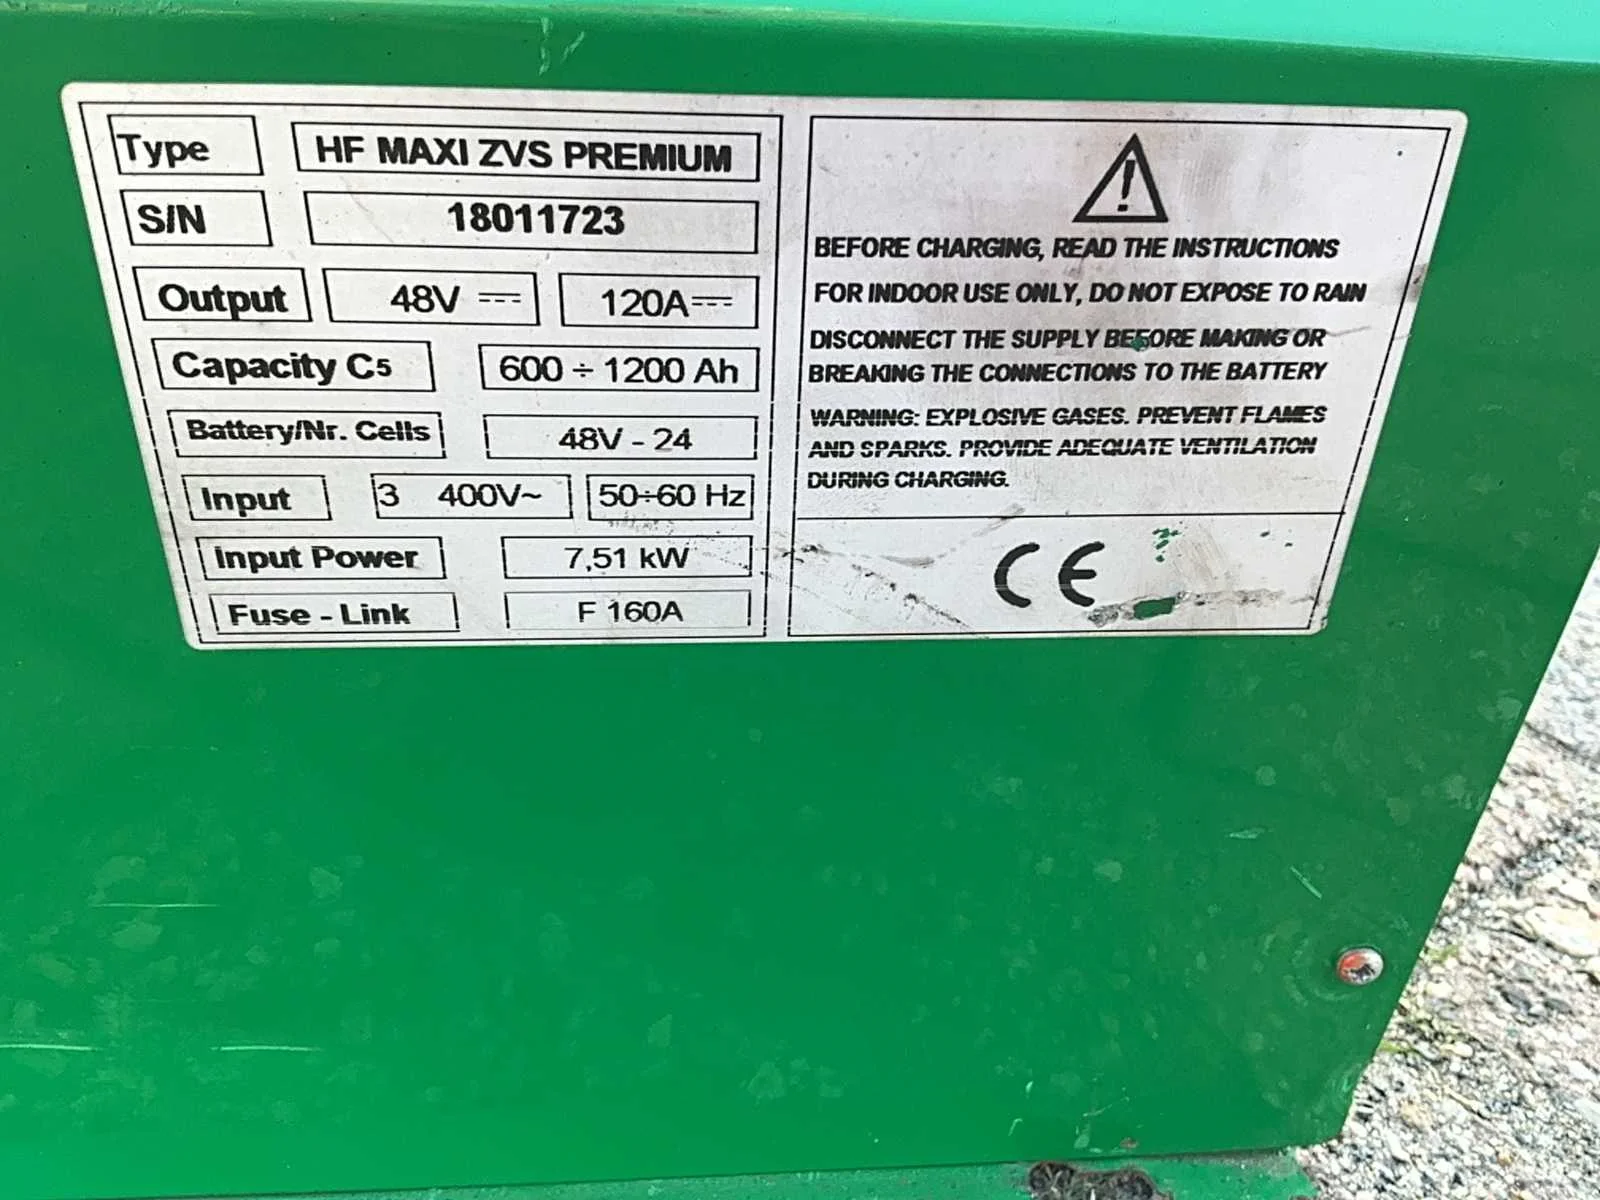 Type HF MAXI ZVS PREMIUM
S/N 18011723
Output 48V 120A
Capacity C5 600 ÷ 1200 Ah
Battery/Nr. Cells 48V - 24
Input 3 400V~ 50÷60 Hz
Input Power 7,51 kW
Fuse - Link F 160A
!
BEFORE CHARGING, READ THE INSTRUCTIONS
FOR INDOOR USE ONLY, DO NOT EXPOSE TO RAIN
DISCONNECT THE SUPPLY BEFORE MAKING OR
BREAKING THE CONNECTIONS TO THE BATTERY
WARNING: EXPLOSIVE GASES. PREVENT FLAMES
AND SPARKS. PROVIDE ADEQUATE VENTILATION
DURING CHARGING.
CE